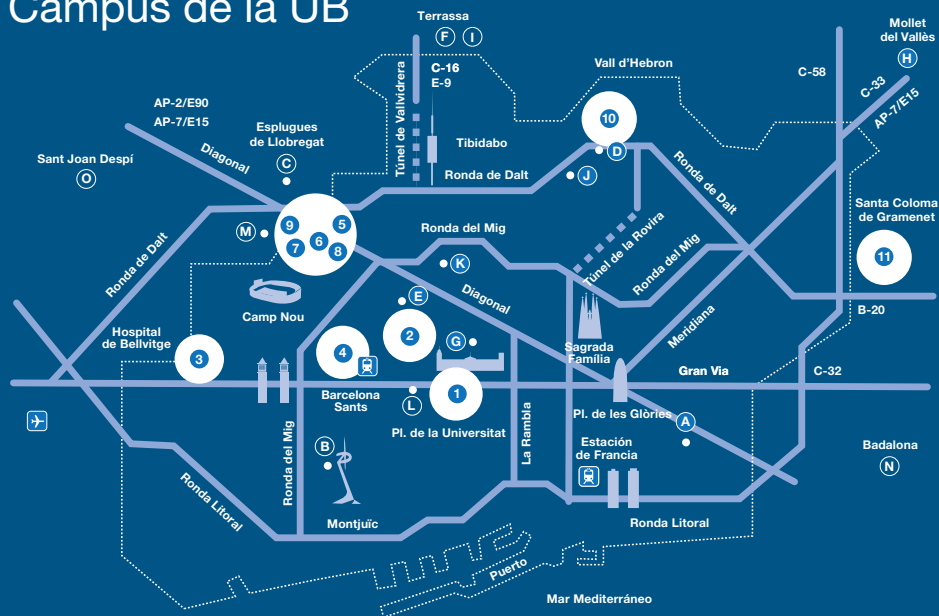 Campus de la UB
Terrassa
F I
Mollet
del Vallès
H
C-16
E-9
Vall d'Hebron
C-58
C-33
AP-7/E15
AP-2/E90
AP-7/E15
Túnel de Vallvidrera
10
Esplugues
de Llobregat
C
Diagonal
Tibidabo
D
Sant Joan Despí
O
Ronda de Dalt
J
Ronda de Dalt
Santa Coloma
de Gramenet
11
9 5
6
7 8
M
Ronda del Mig
Túnel de la Rovira
Ronda del Mig
Ronda de Dalt
K
Diagonal
E
Camp Nou
B-20
Meridiana
Hospital
de Bellvitge
3
4
2
G
Sagrada
Família
Gran Via
C-32
1
L
Barcelona
Sants
Pl. de la Universitat
Pl. de les Glòries
A
La Rambla
Ronda del Mig
B
Estación
de Francia
Badalona
N
Ronda Litoral
Montjuïc
Ronda Litoral
Puerto
Mar Mediterráneo